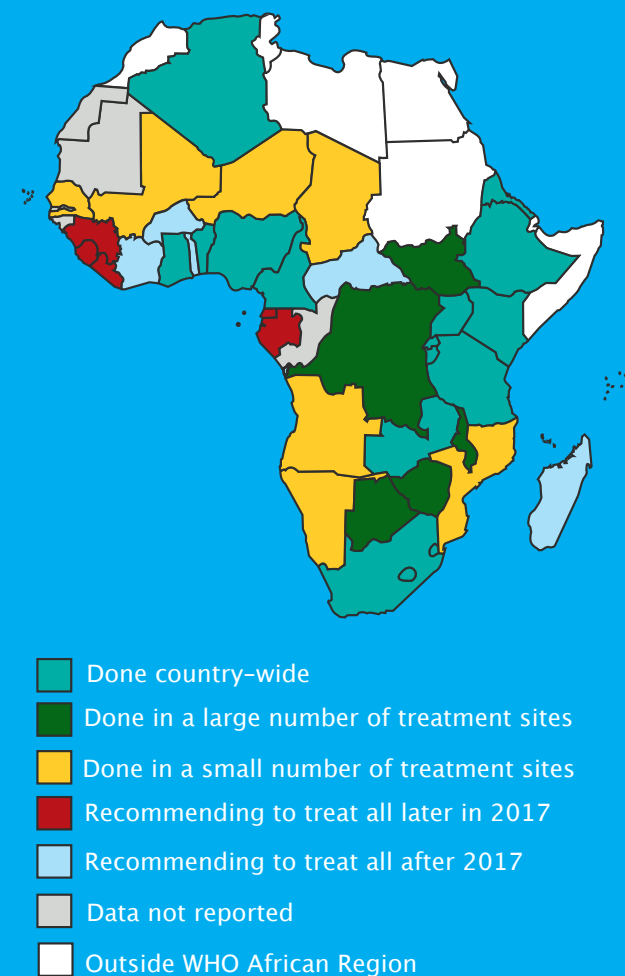 Done country–wide
Done in a large number of treatment sites
Done in a small number of treatment sites
Recommending to treat all later in 2017
Recommending to treat all after 2017
Data not reported
Outside WHO African Region